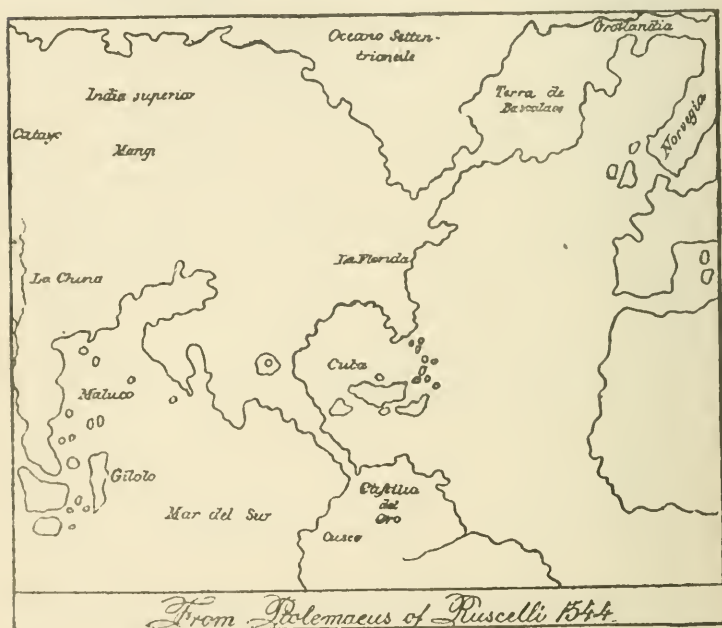 Oceano Setten-
trionale
Grotlandia
India superior
Terra de
Bacalaos
Norvegia
Catayo
Mangi
La Florida
La China
Cuba
Maluco
Gilolo
Castilia
del
Oro
Mar del Sur
Cusco
From Ptolemaeus of Ruscelli 1544.